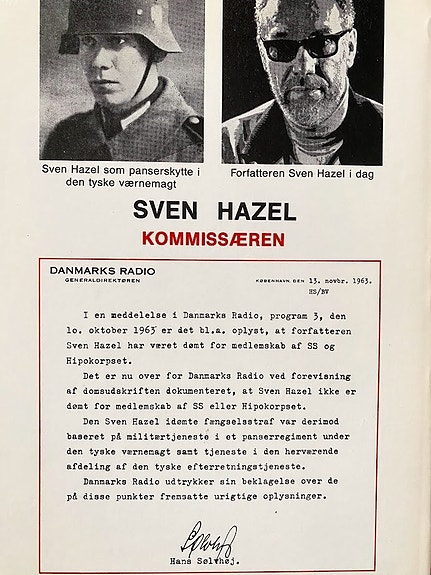 Sven Hazel som panserskytte i
den tyske værnemagt
Forfatteren Sven Hazel i dag
SVEN HAZEL
KOMMISSÆREN
DANMARKS RADIO
GENERALDIREKTØREN
KØBENHAVN, DEN 13. novbr. 1963.
HS/BV
I en meddelelse i Danmarks Radio, program 3, den
10. oktober 1963 er det bl.a. oplyst, at forfatteren
Sven Hazel har været dømt for medlemskab af SS og
Hipokorpset.
Det er nu over for Danmarks Radio ved forevisning
af domsudskriften dokumenteret, at Sven Hazel ikke er
dømt for medlemskab af SS eller Hipokorpset.
Den Sven Hazel idømte fængselsstraf var derimod
baseret på militærtjeneste i et panserregiment under
den tyske værnemagt samt tjeneste i den herværende
afdeling af den tyske efterretningstjeneste.
Danmarks Radio udtrykker sin beklagelse over de
på disse punkter fremsatte urigtige oplysninger.
Hans Sølvhøj.